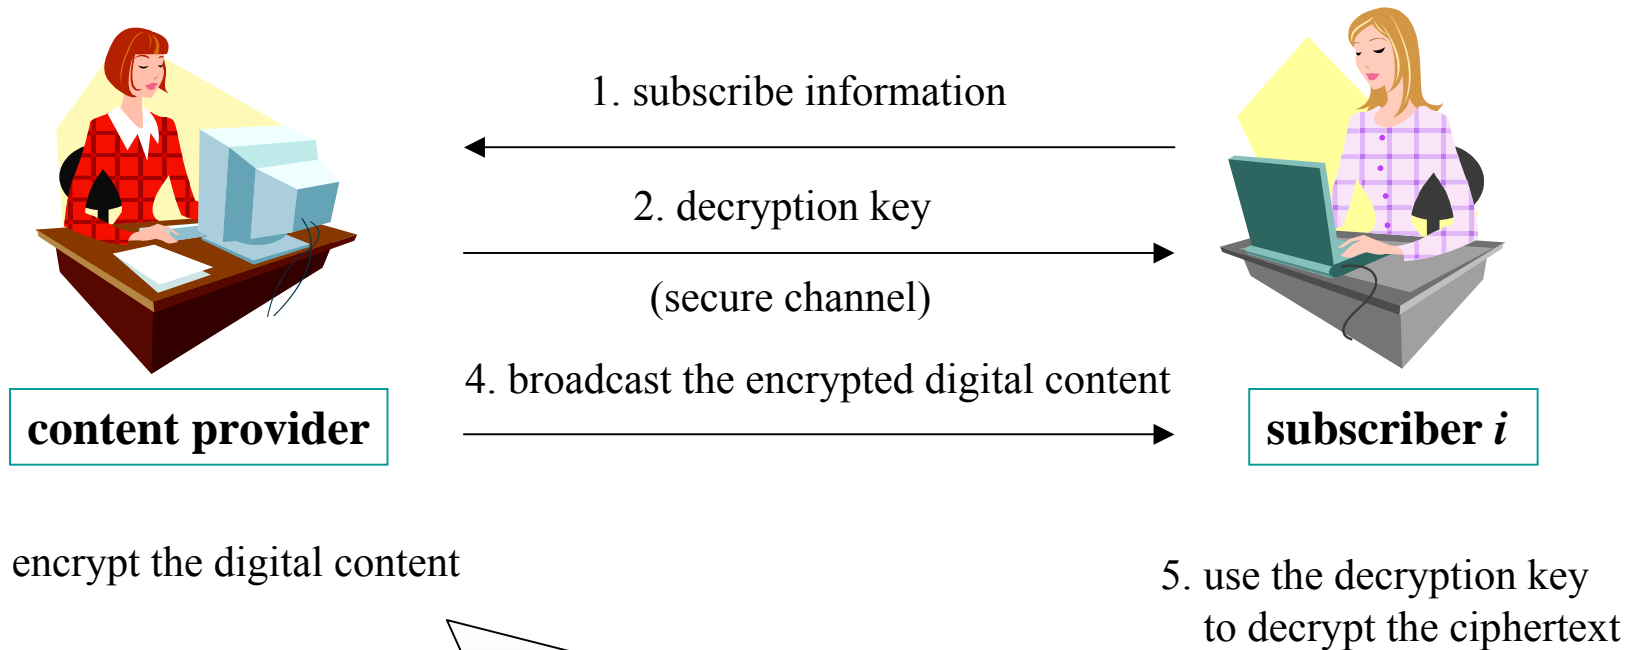 1. subscribe information
2. decryption key
(secure channel)
4. broadcast the encrypted digital content
content provider
subscriber i
encrypt the digital content
5. use the decryption key
to decrypt the ciphertext